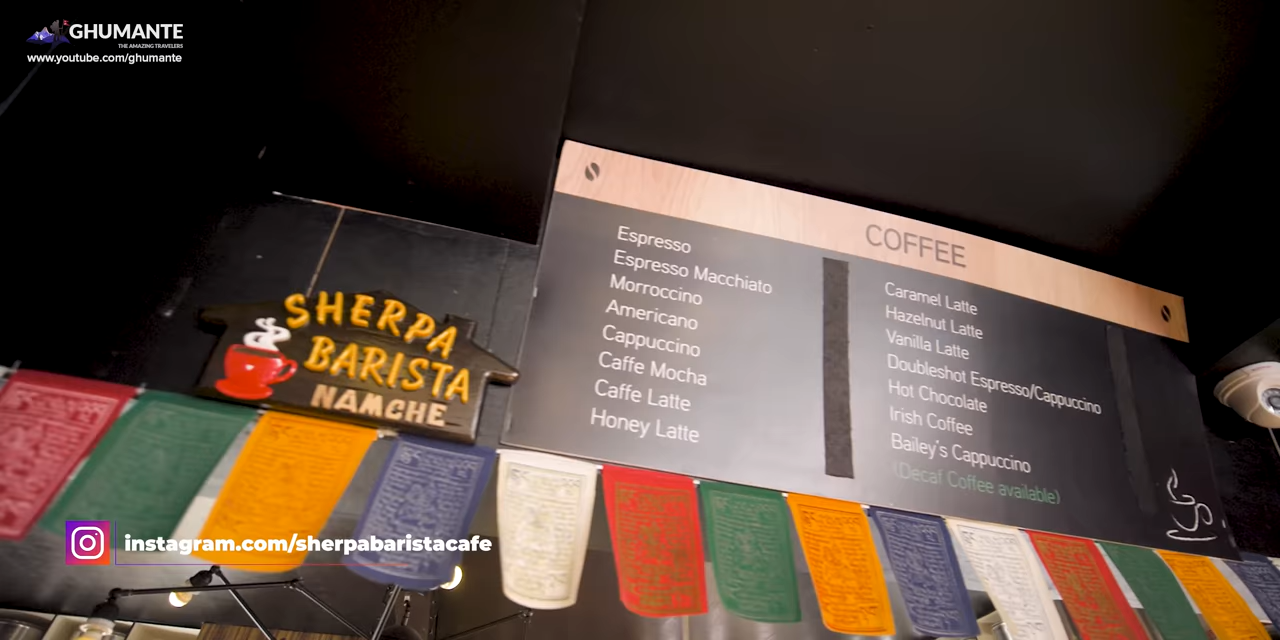 GHUMANTE
THE AMAZING TRAVELERS
www.youtube.com/ghumante
SHERPA
BARISTA
NAMCHE
COFFEE
Espresso
Espresso Macchiato
Morroccino
Americano
Cappuccino
Caffe Mocha
Caffe Latte
Honey Latte
Caramel Latte
Hazelnut Latte
Vanilla Latte
Doubleshot Espresso/Cappuccino
Hot Chocolate
Irish Coffee
Bailey's Cappuccino
(Decaf Coffee available)
instagram.com/sherpabaristacafe